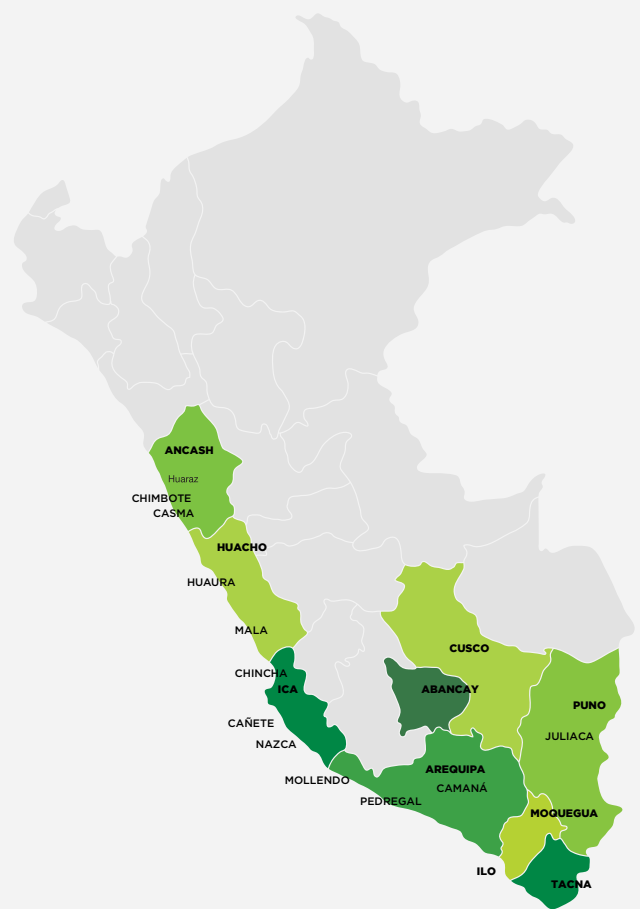 ANCASH
Huaraz
CHIMBOTE
CASMA
HUACHO
HUAURA
MALA
CUSCO
CHINCHA
ICA
ABANCAY
PUNO
CAÑETE
JULIACA
NAZCA
AREQUIPA
MOLLENDO
CAMANÁ
PEDREGAL
MOQUEGUA
ILO
TACNA